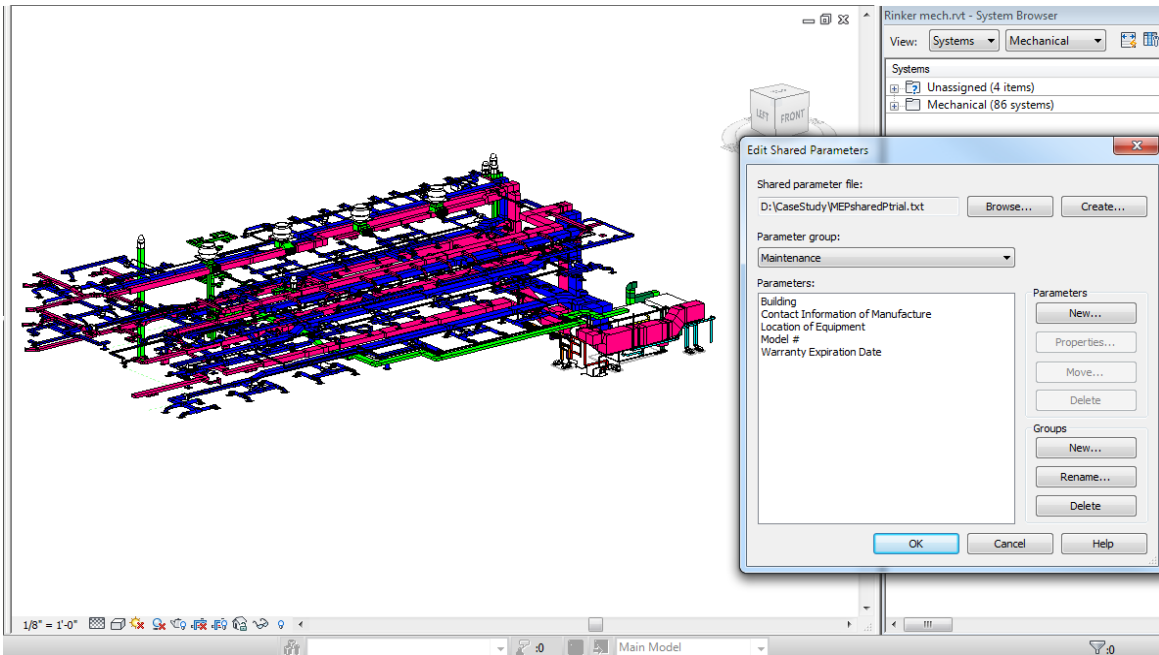 Rinker mech.rvt - System Browser
View: Systems Mechanical
Systems
Unassigned (4 items)
Mechanical (86 systems)
LEFT FRONT
Edit Shared Parameters
Shared parameter file:
D:\CaseStudy\MEPsharedPtrial.txt Browse... Create...
Parameter group:
Maintenance
Parameters:
Building
Contact Information of Manufacture
Location of Equipment
Model #
Warranty Expiration Date
Parameters
New...
Properties...
Move...
Delete
Groups
New...
Rename...
Delete
OK Cancel Help
1/8" = 1'-0"
:0 Main Model :0